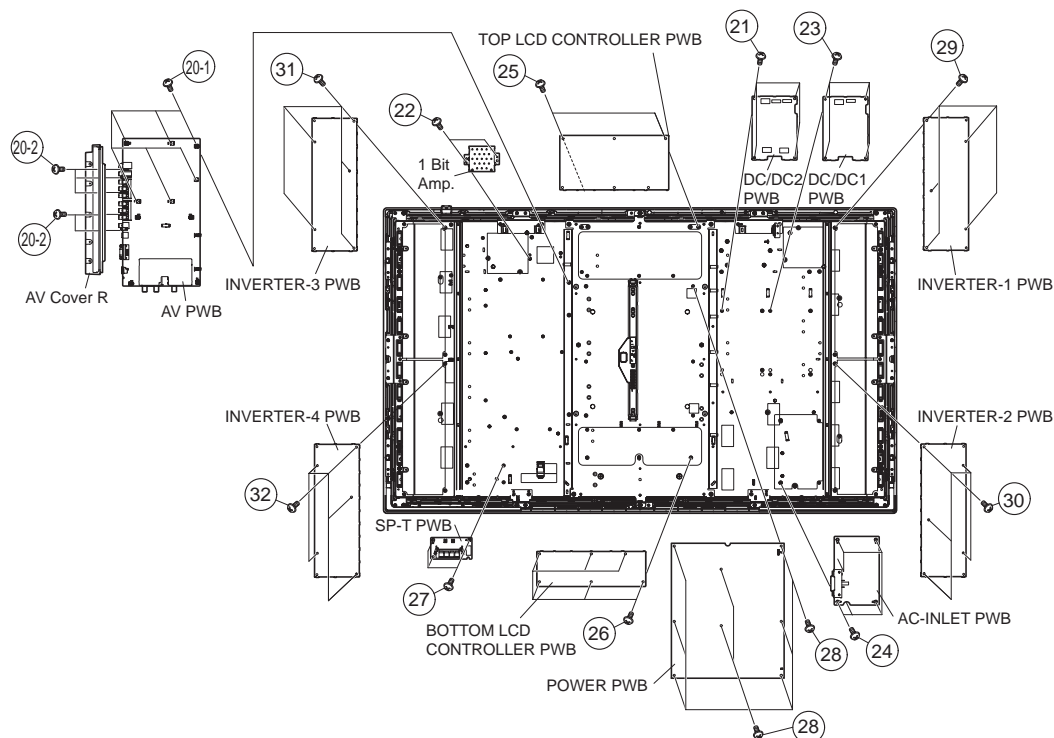 21
23
TOP LCD CONTROLLER PWB
29
20-1
31
25
22
20-2
1 Bit
Amp.
DC/DC2
PWB
DC/DC1
PWB
20-2
INVERTER-3 PWB
INVERTER-1 PWB
AV Cover R
AV PWB
INVERTER-4 PWB
INVERTER-2 PWB
32
30
SP-T PWB
27
26
AC-INLET PWB
BOTTOM LCD
CONTROLLER PWB
28
24
POWER PWB
28